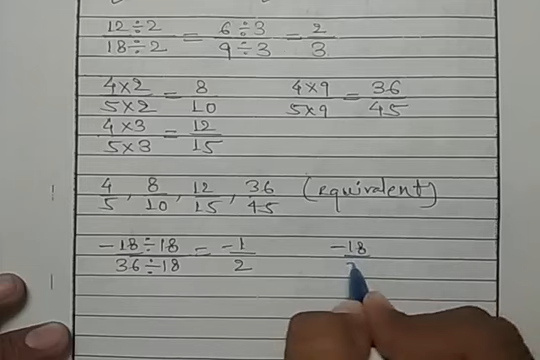 12÷2/18÷2 = 6÷3/9÷3 = 2/3
4×2/5×2 = 8/10 4×9/5×9 = 36/45
4×3/5×3 = 12/15
4/5, 8/10, 12/15, 36/45 (equivalent)
-18÷18/36÷18 = -1/2 -18/